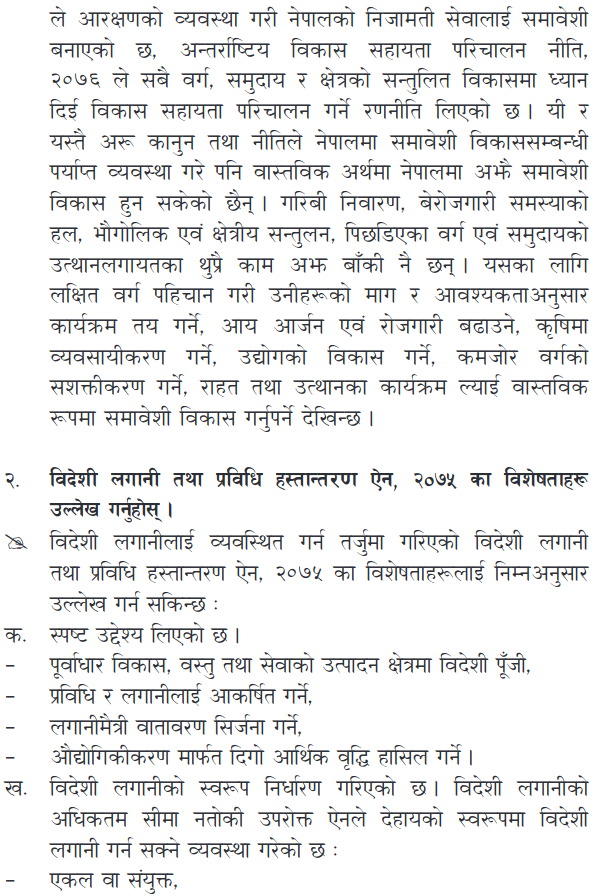 ले आरक्षणको व्यवस्था गरी नेपालको निजामती सेवालाई समावेशी
बनाएको छ, अन्तर्राष्टिय विकास सहायता परिचालन नीति,
२०७६ ले सबै वर्ग, समुदाय र क्षेत्रको सन्तुलित विकासमा ध्यान
दिई विकास सहायता परिचालन गर्ने रणनीति लिएको छ। यी र
यस्तै अरू कानुन तथा नीतिले नेपालमा समावेशी विकाससम्बन्धी
पर्याप्त व्यवस्था गरे पनि वास्तविक अर्थमा नेपालमा अझै समावेशी
विकास हुन सकेको छैन्। गरिबी निवारण, बेरोजगारी समस्याको
हल, भौगोलिक एवं क्षेत्रीय सन्तुलन, पिछडिएका वर्ग एवं समुदायको
उत्थानलगायतका थुप्रै काम अझ बाँकी नै छन्। यसका लागि
लक्षित वर्ग पहिचान गरी उनीहरूको माग र आवश्यकताअनुसार
कार्यक्रम तय गर्ने, आय आर्जन एवं रोजगारी बढाउने, कृषिमा
व्यवसायीकरण गर्ने, उद्योगको विकास गर्ने, कमजोर वर्गको
सशक्तीकरण गर्ने, राहत तथा उत्थानका कार्यक्रम ल्याई वास्तविक
रूपमा समावेशी विकास गर्नुपर्ने देखिन्छ।
२. विदेशी लगानी तथा प्रविधि हस्तान्तरण ऐन, २०७५ का विशेषताहरू
उल्लेख गर्नुहोस्।
विदेशी लगानीलाई व्यवस्थित गर्न तर्जुमा गरिएको विदेशी लगानी
तथा प्रविधि हस्तान्तरण ऐन, २०७५ का विशेषताहरूलाई निम्नअनुसार
उल्लेख गर्न सकिन्छ :
क. स्पष्ट उद्देश्य लिएको छ।
– पूर्वाधार विकास, वस्तु तथा सेवाको उत्पादन क्षेत्रमा विदेशी पूँजी,
– प्रविधि र लगानीलाई आकर्षित गर्ने,
– लगानीमैत्री वातावरण सिर्जना गर्ने,
– औद्योगिकीकरण मार्फत दिगो आर्थिक वृद्धि हासिल गर्ने।
ख. विदेशी लगानीको स्वरूप निर्धारण गरिएको छ। विदेशी लगानीको
अधिकतम सीमा नतोकी उपरोक्त ऐनले देहायको स्वरूपमा विदेशी
लगानी गर्न सक्ने व्यवस्था गरेको छ :
– एकल वा संयुक्त,